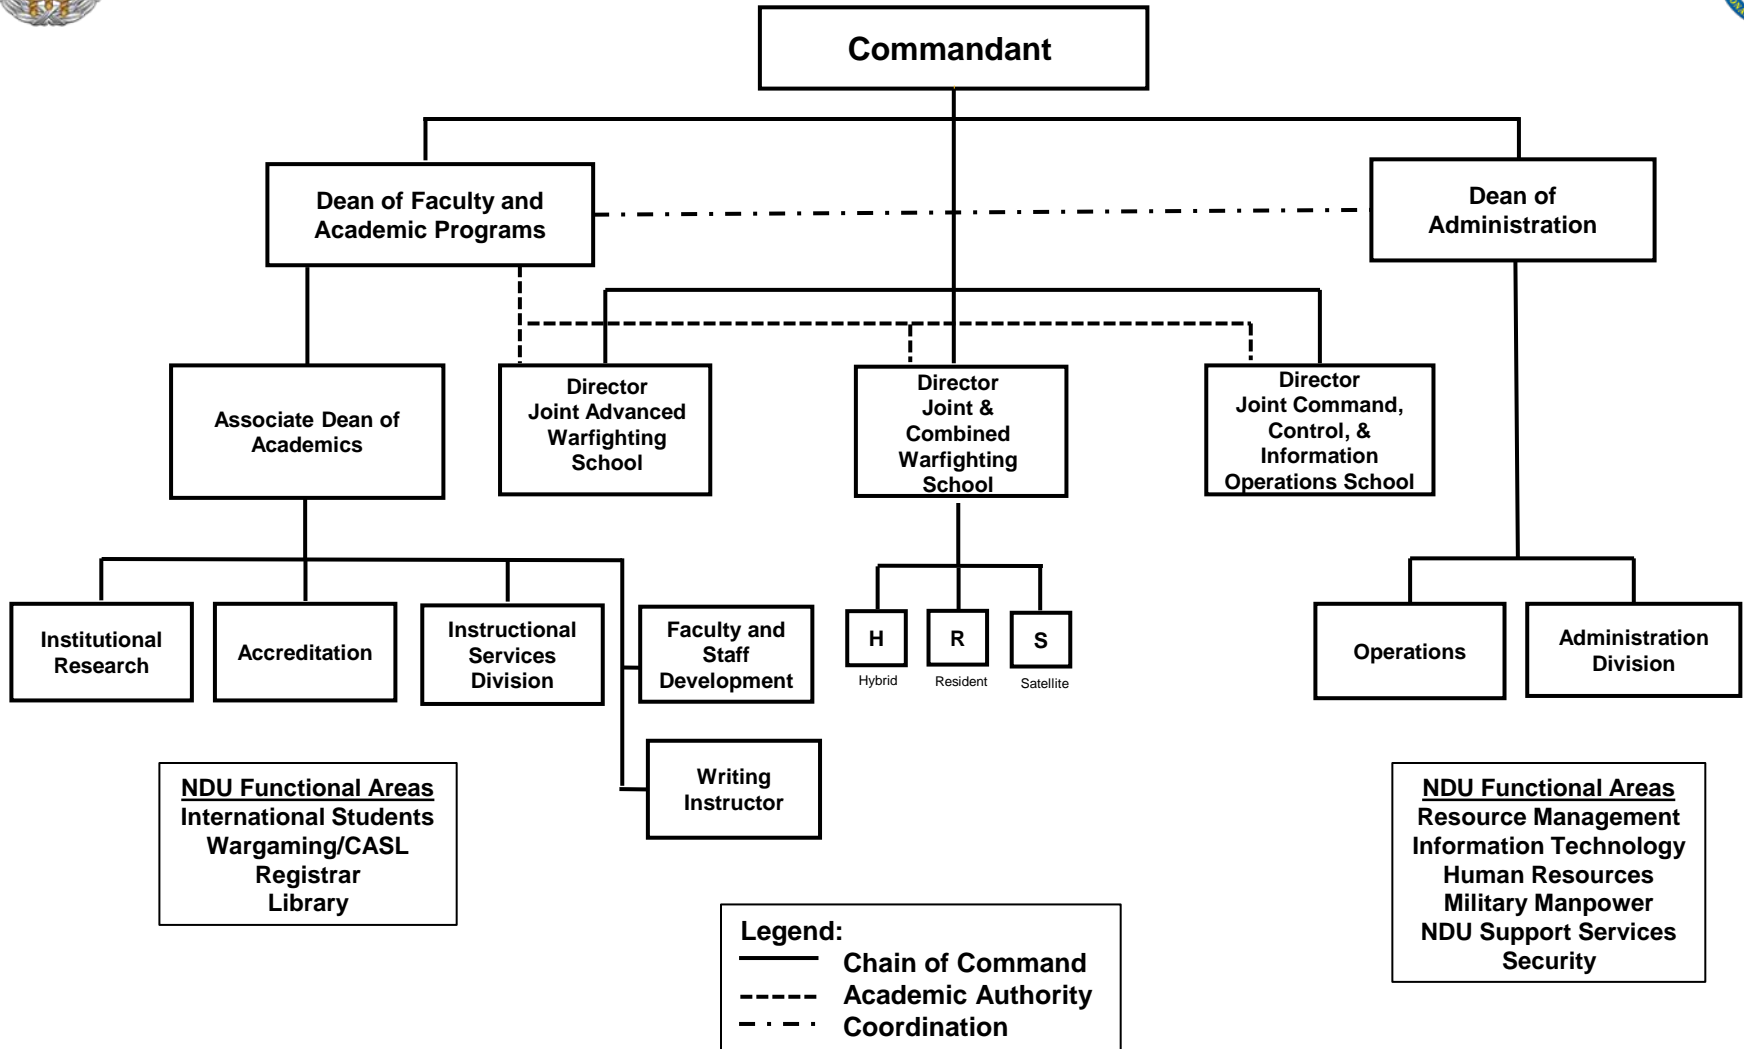 Commandant
Dean of Faculty and
Academic Programs
Dean of
Administration
Associate Dean of
Academics
Director
Joint Advanced
Warfighting
School
Director
Joint &
Combined
Warfighting
School
Director
Joint Command,
Control, &
Information
Operations School
Institutional
Research
Accreditation
Instructional
Services
Division
Faculty and
Staff
Development
H
Hybrid
R
Resident
S
Satellite
Operations
Administration
Division
Writing
Instructor
NDU Functional Areas
International Students
Wargaming/CASL
Registrar
Library
NDU Functional Areas
Resource Management
Information Technology
Human Resources
Military Manpower
NDU Support Services
Security
Legend:
Chain of Command
Academic Authority
Coordination